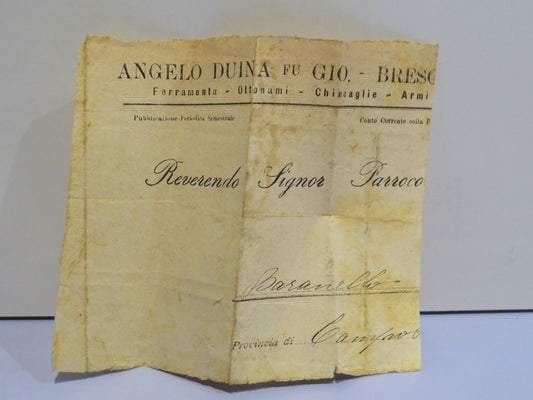 ANGELO DUINA FU GIO. - BRESC
Ferramenta - Ottonami - Chincaglie - Armi
Pubblicazione Periodica Semestrale Conto Corrente colla P
Reverendo Signor Parroco
Baranello
Provincia di Campo